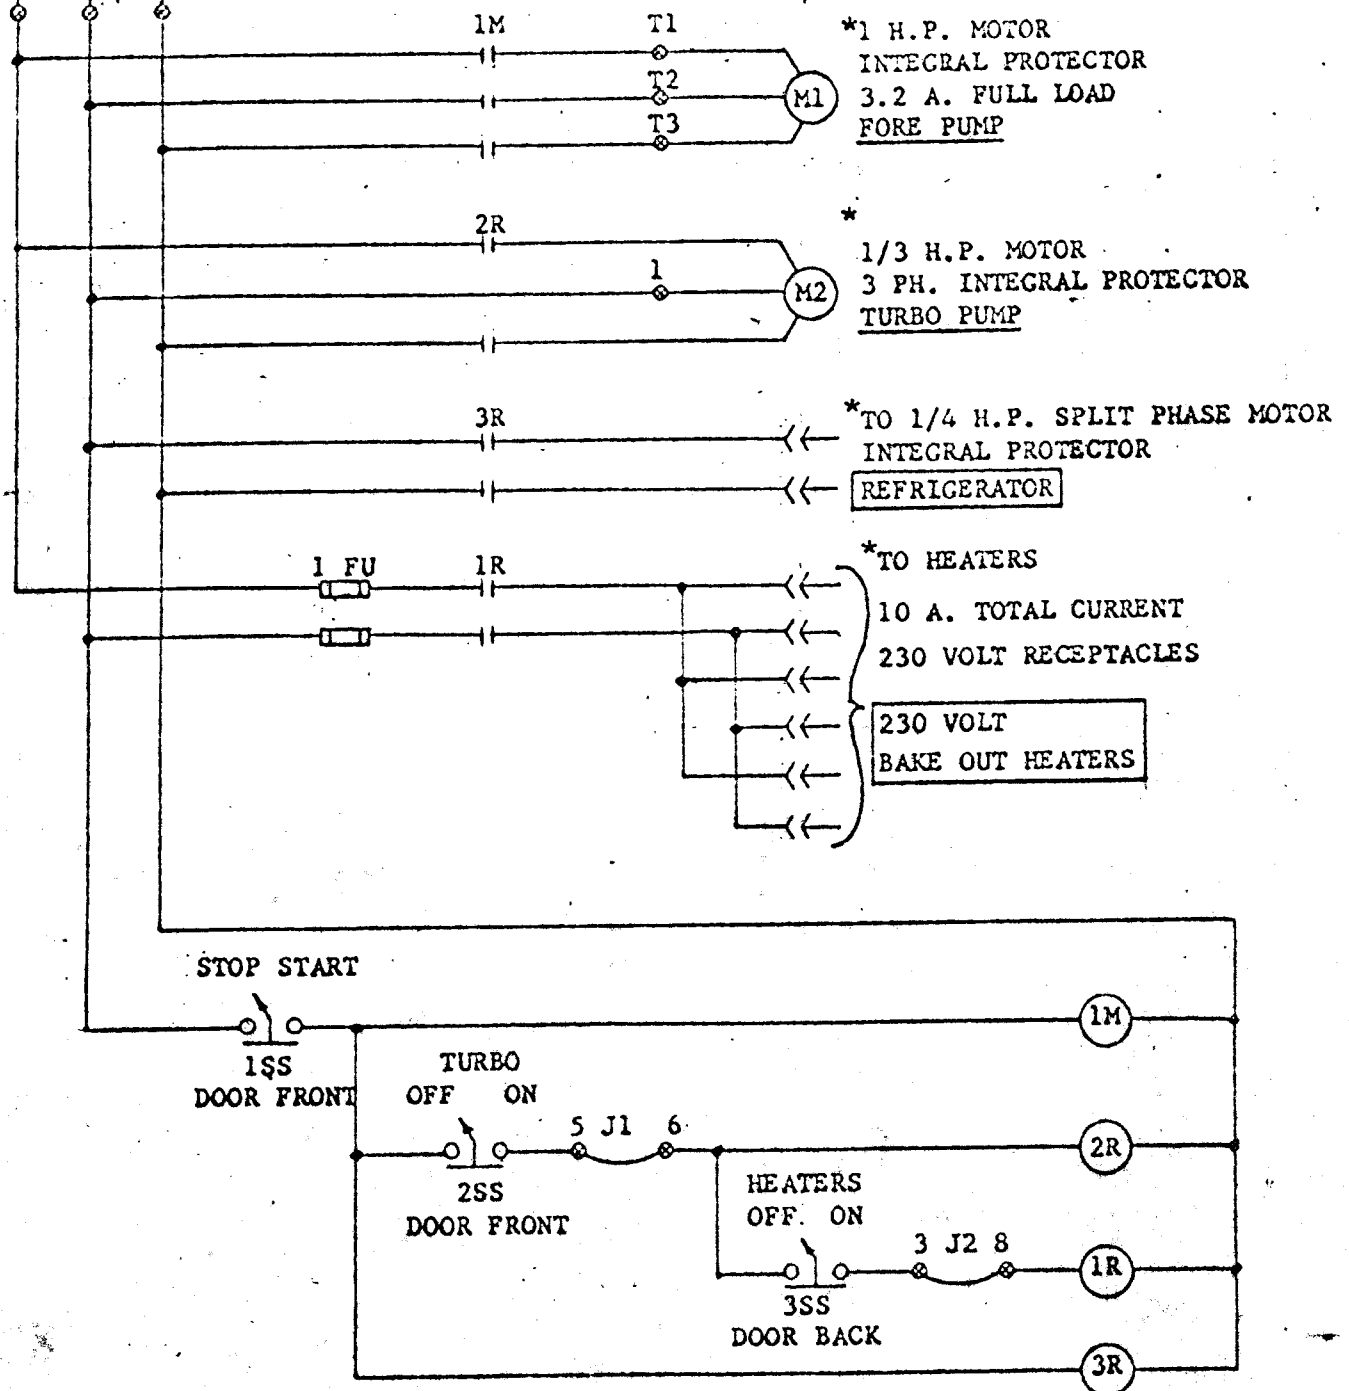 1M
T1
*1 H.P. MOTOR
INTEGRAL PROTECTOR
T2
M1
3.2 A. FULL LOAD
T3
FORE PUMP
2R
*
1/3 H.P. MOTOR
1
M2
3 PH. INTEGRAL PROTECTOR
TURBO PUMP
3R
*TO 1/4 H.P. SPLIT PHASE MOTOR
INTEGRAL PROTECTOR
REFRIGERATOR
1 FU
1R
*TO HEATERS
10 A. TOTAL CURRENT
230 VOLT RECEPTACLES
230 VOLT
BAKE OUT HEATERS
STOP START
1M
1SS
DOOR FRONT
TURBO
OFF ON
5 J1 6
2R
2SS
DOOR FRONT
HEATERS
OFF. ON
3 J2 8
1R
3SS
DOOR BACK
3R